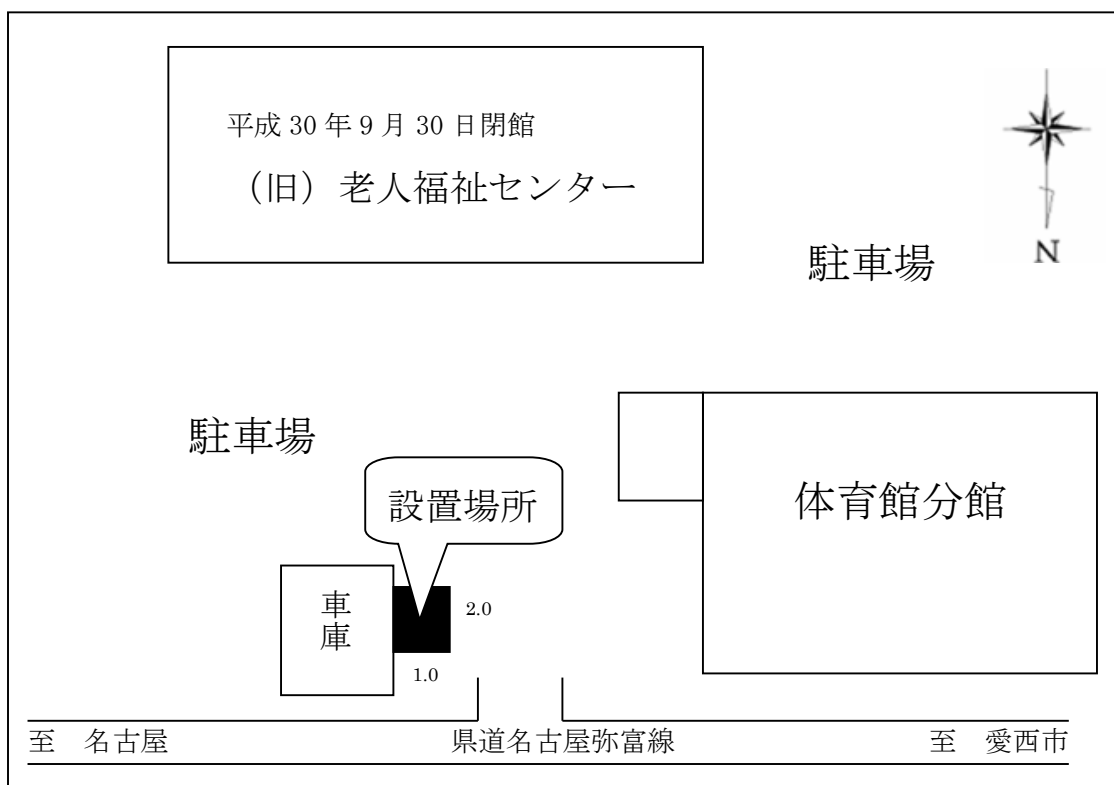 平成 30 年 9 月 30 日閉館
（旧）老人福祉センター
N
駐車場
駐車場
設置場所
体育館分館
車庫
2.0
1.0
至　名古屋　県道名古屋弥富線　至　愛西市